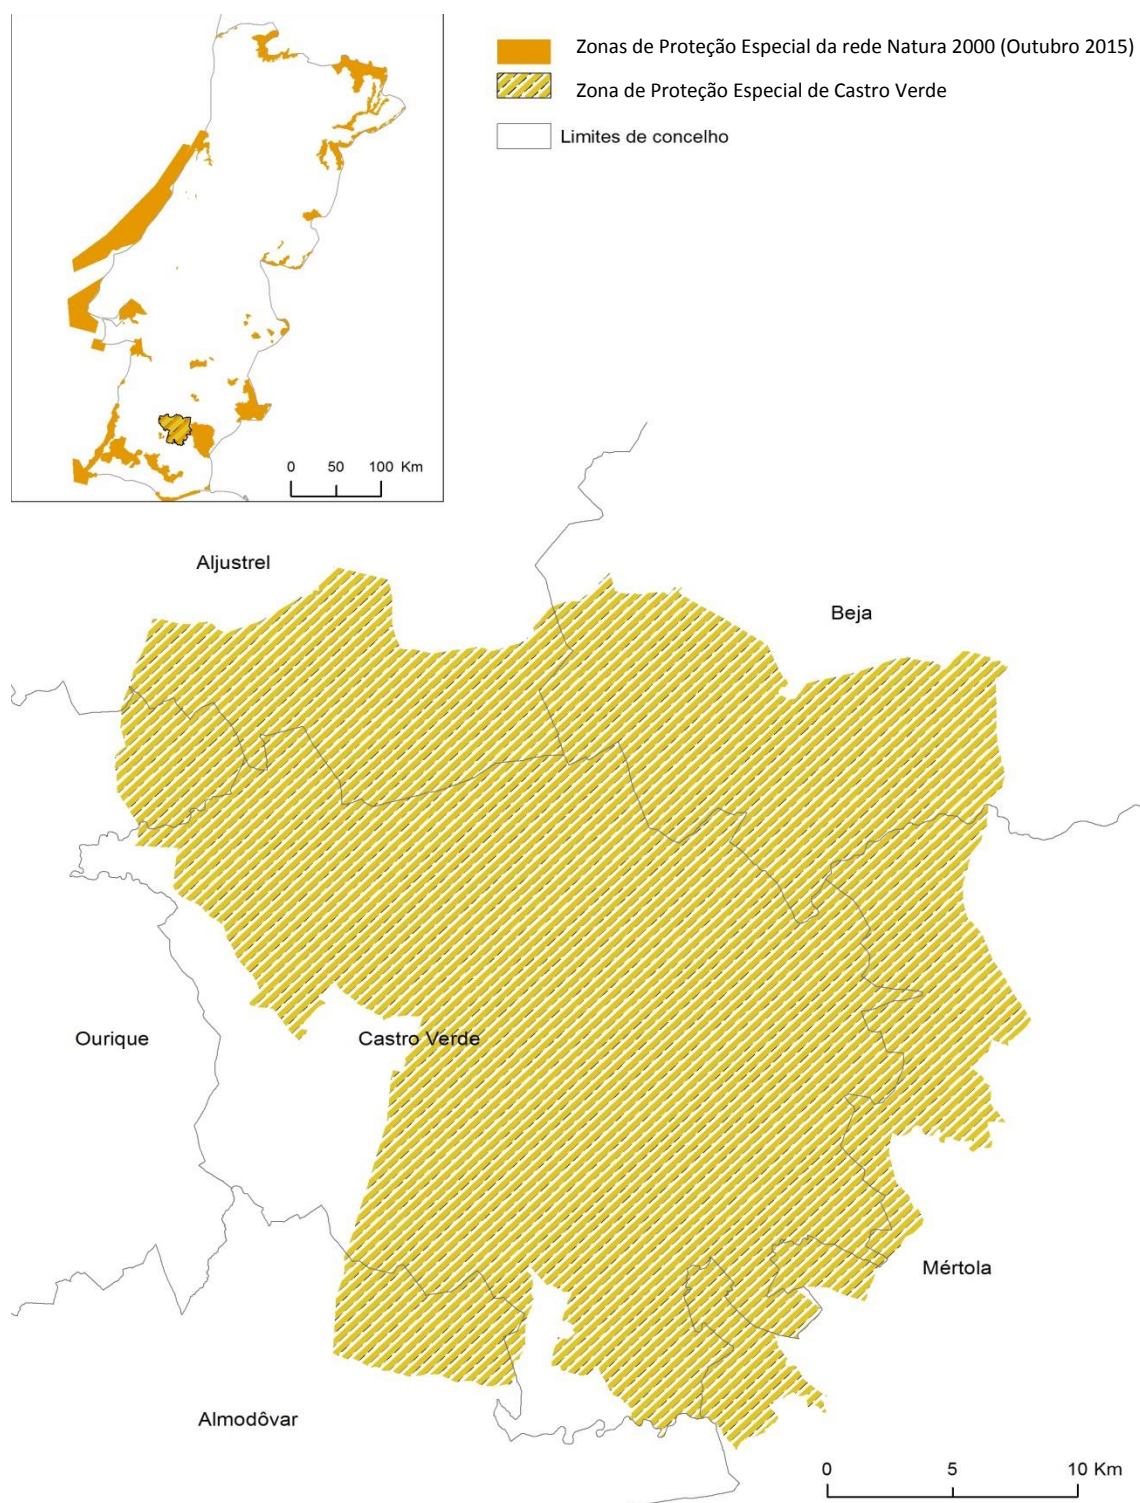 Zonas de Proteção Especial da rede Natura 2000 (Outubro 2015)
Zona de Proteção Especial de Castro Verde
Limites de concelho
0 50 100 Km
Aljustrel
Beja
Ourique
Castro Verde
Mértola
Almodôvar
0 5 10 Km